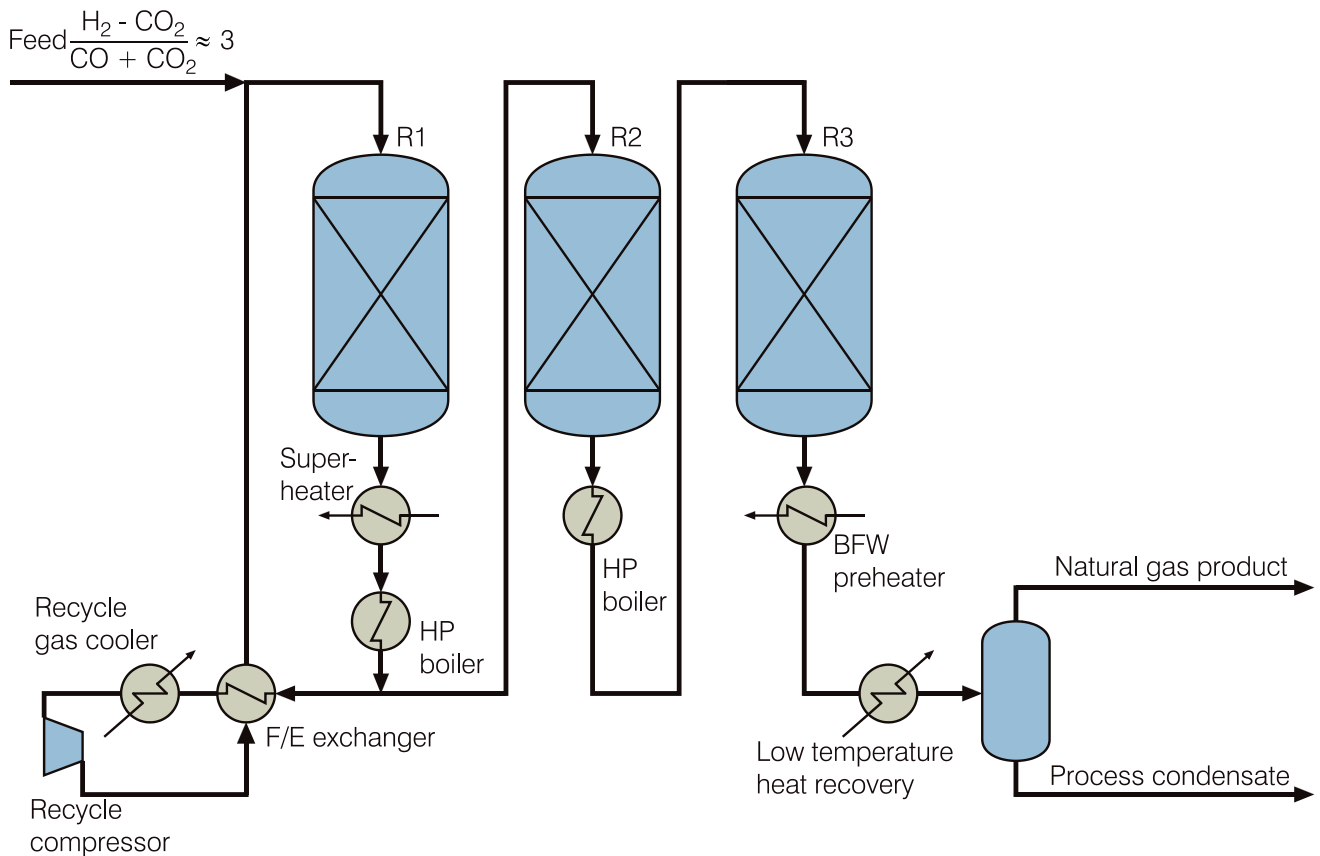 Feed H₂ - CO₂ / CO + CO₂ ≈ 3
R1
R2
R3
Super-
heater
HP
boiler
BFW
preheater
Natural gas product
Recycle
gas cooler
HP
boiler
F/E exchanger
Low temperature
heat recovery
Process condensate
Recycle
compressor